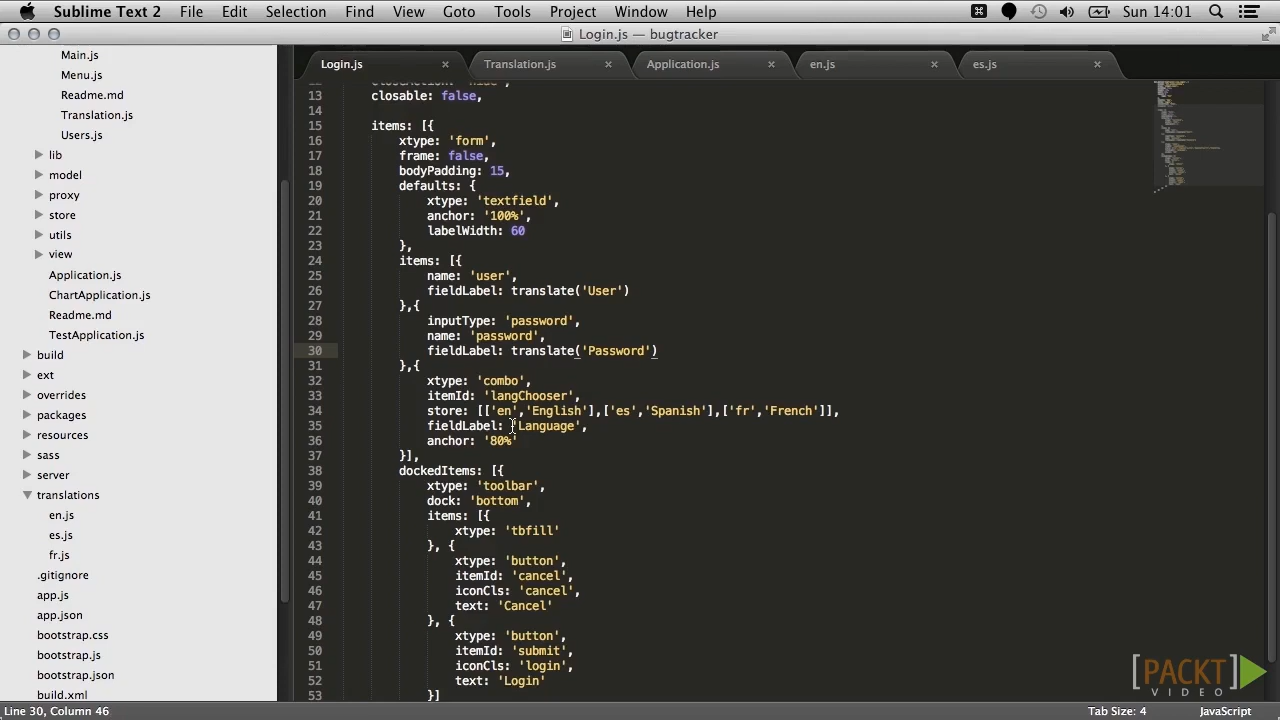 Sublime Text 2 File Edit Selection Find View Goto Tools Project Window Help Sun 14:01
Login.js — bugtracker
Main.js
Menu.js
Readme.md
Translation.js
Users.js
lib
model
proxy
store
utils
view
Application.js
ChartApplication.js
Readme.md
TestApplication.js
build
ext
overrides
packages
resources
sass
server
translations
en.js
es.js
fr.js
.gitignore
app.js
app.json
bootstrap.css
bootstrap.js
bootstrap.json
build.xml
Login.js × Translation.js × Application.js × en.js × es.js ×
13 closable: false,
14
15 items: [{
16 xtype: 'form',
17 frame: false,
18 bodyPadding: 15,
19 defaults: {
20 xtype: 'textfield',
21 anchor: '100%',
22 labelWidth: 60
23 },
24 items: [{
25 name: 'user',
26 fieldLabel: translate('User')
27 },{
28 inputType: 'password',
29 name: 'password',
30 fieldLabel: translate('Password')
31 },{
32 xtype: 'combo',
33 itemId: 'langChooser',
34 store: [['en','English'],['es','Spanish'],['fr','French']],
35 fieldLabel: 'Language',
36 anchor: '80%'
37 }],
38 dockedItems: [{
39 xtype: 'toolbar',
40 dock: 'bottom',
41 items: [{
42 xtype: 'tbfill'
43 }, {
44 xtype: 'button',
45 itemId: 'cancel',
46 iconCls: 'cancel',
47 text: 'Cancel'
48 }, {
49 xtype: 'button',
50 itemId: 'submit',
51 iconCls: 'login',
52 text: 'Login'
53 }]
[PACKT]
VIDEO
Line 30, Column 46 Tab Size: 4 JavaScript